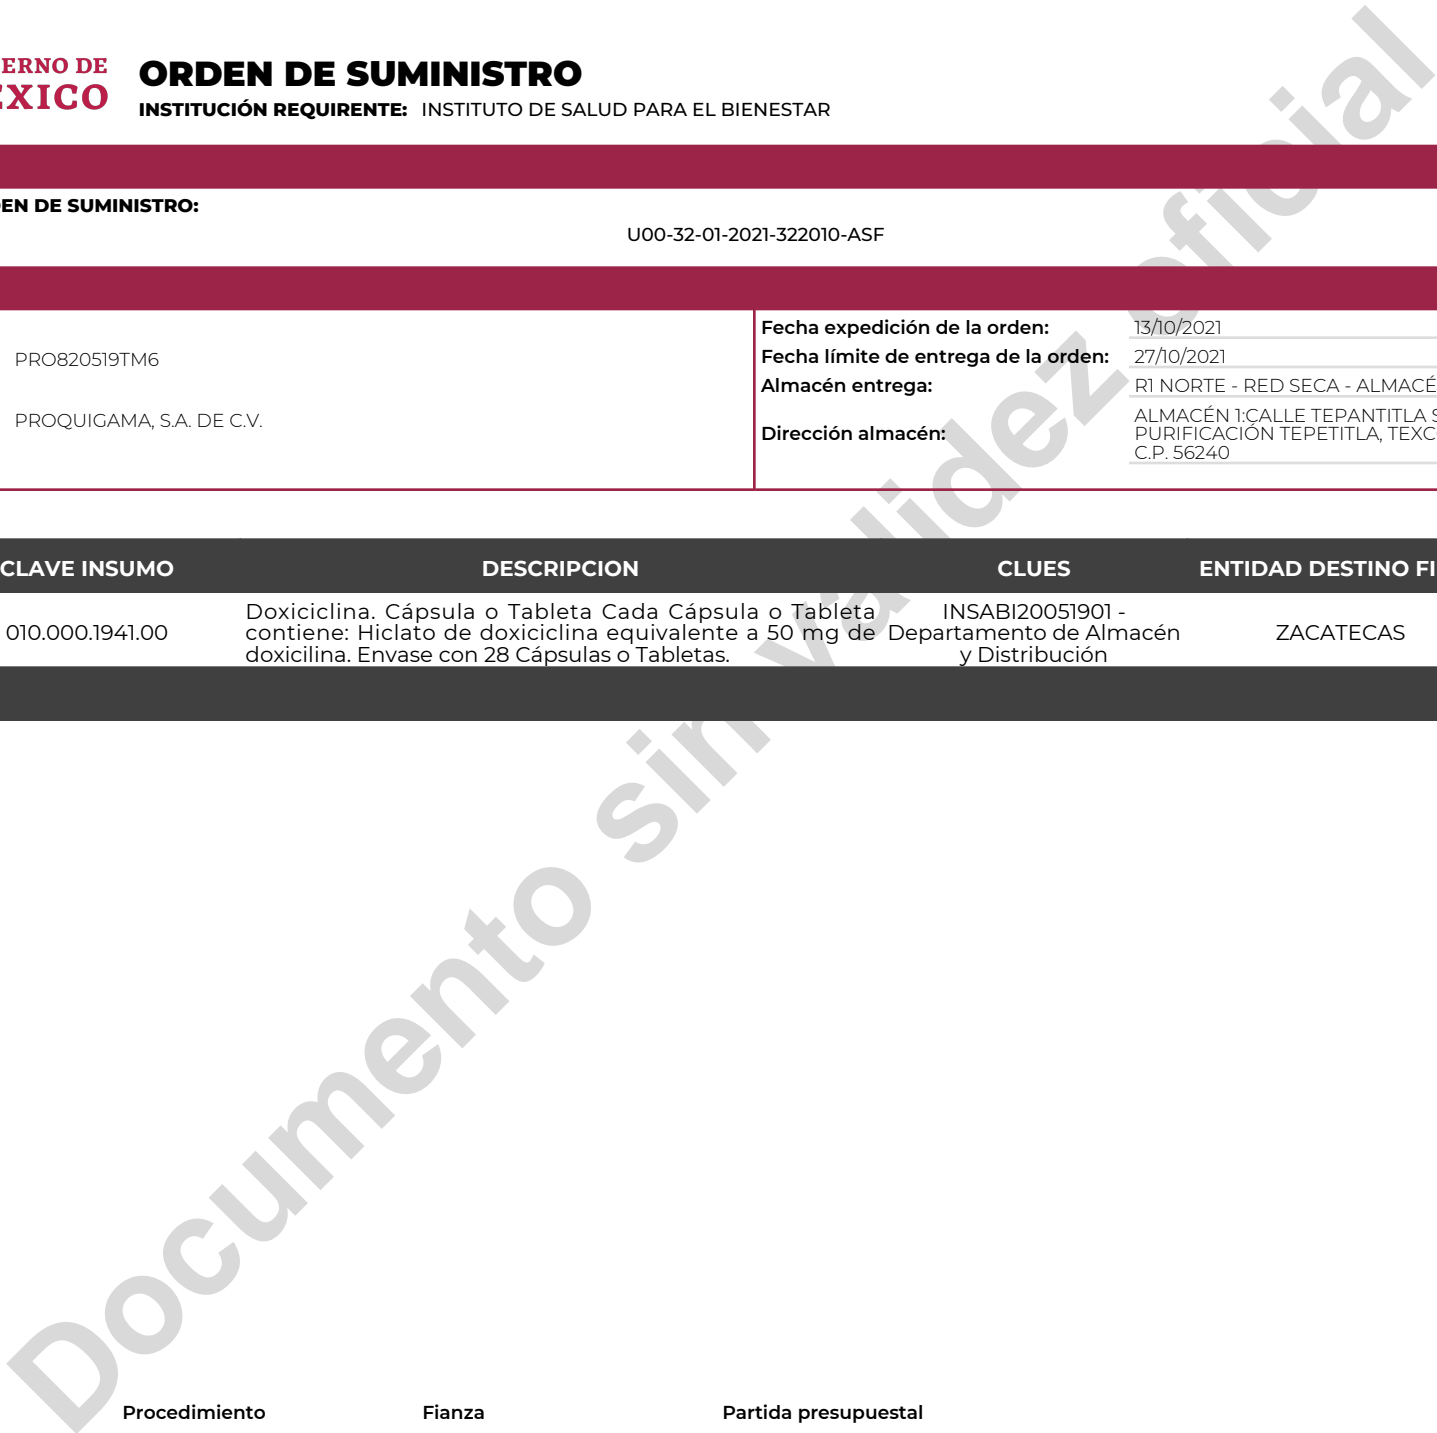 ERNO DE
ÉXICO
ORDEN DE SUMINISTRO
INSTITUCIÓN REQUIRENTE: INSTITUTO DE SALUD PARA EL BIENESTAR
EN DE SUMINISTRO:
U00-32-01-2021-322010-ASF
PRO820519TM6
PROQUIGAMA, S.A. DE C.V.
Fecha expedición de la orden: 13/10/2021
Fecha límite de entrega de la orden: 27/10/2021
Almacén entrega: R1 NORTE - RED SECA - ALMACÉ
Dirección almacén:
ALMACÉN 1:CALLE TEPANTITLA S
PURIFICACIÓN TEPETITLA, TEXC
C.P. 56240
CLAVE INSUMO DESCRIPCION CLUES ENTIDAD DESTINO FI
010.000.1941.00
Doxiciclina. Cápsula o Tableta Cada Cápsula o Tableta
contiene: Hiclato de doxiciclina equivalente a 50 mg de
doxicilina. Envase con 28 Cápsulas o Tabletas.
INSABI20051901 -
Departamento de Almacén
y Distribución
ZACATECAS
Documento sin validez oficial
Procedimiento Fianza Partida presupuestal